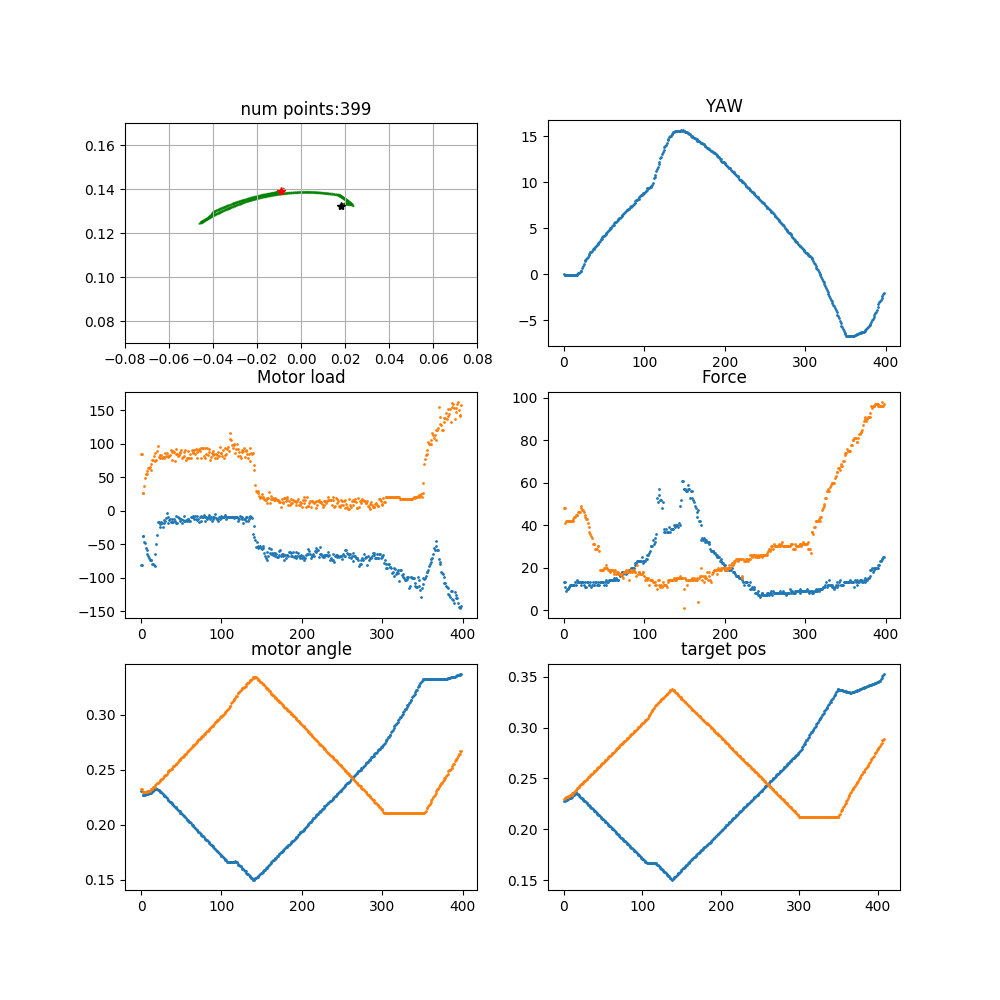 num points:399
YAW
0.16
0.14
0.12
0.10
0.08
−0.08 −0.06 −0.04 −0.02 0.00 0.02 0.04 0.06 0.08
15
10
5
0
−5
0 100 200 300 400
Motor load
Force
150
100
50
0
−50
−100
−150
0 100 200 300 400
100
80
60
40
20
0
0 100 200 300 400
motor angle
target pos
0.30
0.25
0.20
0.15
0 100 200 300 400
0.35
0.30
0.25
0.20
0.15
0 100 200 300 400